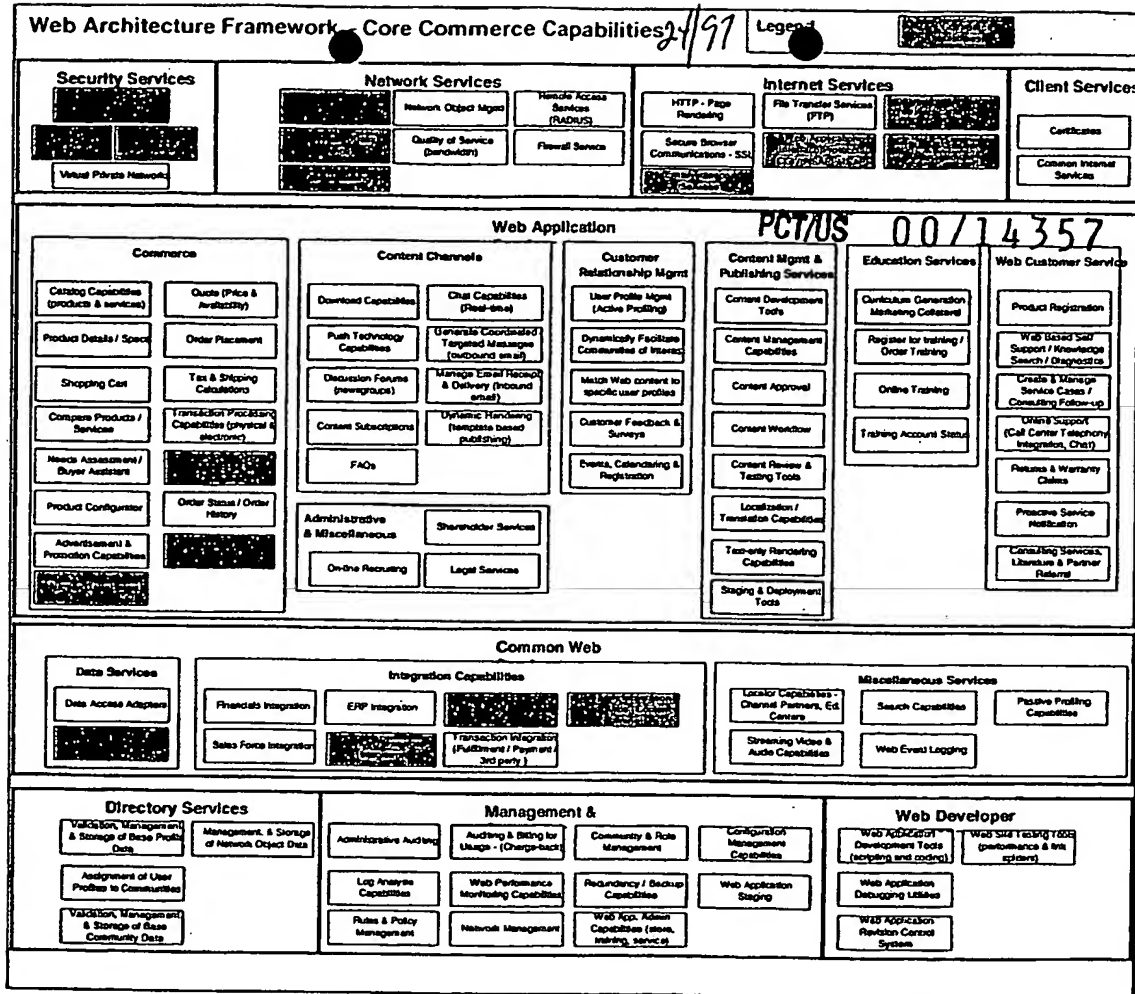 Web Architecture Framework - Core Commerce Capabilities
24/97
Legend
Security Services
Virtual Private Networks
Network Services
Network Object Mgmt
Remote Access
Services
(RADIUS)
Quality of Service
(bandwidth)
Firewall Service
Internet Services
HTTP - Page
Rendering
File Transfer Services
(FTP)
Secure Browser
Communications - SSL
Client Services
Certificates
Common Internet
Services
PCT/US 00/14357
Web Application
Commerce
Catalog Capabilities
(products & services)
Quote (Price &
Availability)
Product Details / Specs
Order Placement
Shopping Cart
Tax & Shipping
Calculations
Compare Products /
Services
Transaction Processing
Capabilities (physical &
electronic)
Needs Assessment /
Buyer Assistant
Product Configurator
Order Status / Order
History
Advertisement &
Promotion Capabilities
Content Channels
Download Capabilities
Chat Capabilities
(Real-time)
Push Technology
Capabilities
Generate Coordinated
Targeted Messages
(outbound email)
Discussion Forums
(newsgroups)
Manage Email Receipt
& Delivery (Inbound
email)
Content Subscriptions
Dynamic Rendering
(template based
publishing)
FAQs
Administrative
& Miscellaneous
Shareholder Services
On-line Recruiting
Legal Services
Customer
Relationship Mgmt
User Profile Mgmt
(Active Profiling)
Dynamically Facilitate
Communities of Interest
Match Web content to
specific user profiles
Customer Feedback &
Surveys
Events, Calendaring &
Registration
Content Mgmt &
Publishing Services
Content Development
Tools
Content Management
Capabilities
Content Approval
Content Workflow
Content Review &
Testing Tools
Localization /
Translation Capabilities
Text-only Rendering
Capabilities
Staging & Deployment
Tools
Education Services
Curriculum Generation
Marketing Collateral
Register for training /
Order Training
Online Training
Training Account Status
Web Customer Service
Product Registration
Web Based Self
Support / Knowledge
Search / Diagnostics
Create & Manage
Service Cases /
Consulting Follow-up
Online Support
(Call Center Telephony
Integration, Chat)
Returns & Warranty
Claims
Proactive Service
Notification
Consulting Services,
Literature & Partner
Referral
Common Web
Data Services
Data Access Adapters
Integration Capabilities
Financials Integration
ERP Integration
Sales Force Integration
Transaction Integration
(Fulfillment / Payment /
3rd party )
Miscellaneous Services
Locator Capabilities -
Channel Partners, Ed.
Centers
Search Capabilities
Passive Profiling
Capabilities
Streaming Video &
Audio Capabilities
Web Event Logging
Directory Services
Validation, Management
& Storage of Base Profile
Data
Management, & Storage
of Network Object Data
Assignment of User
Profiles to Communities
Validation, Management
& Storage of Base
Community Data
Management &
Administrative Auditing
Auditing & Billing for
Usage - (Charge-back)
Community & Role
Management
Configuration
Management
Capabilities
Log Analysis
Capabilities
Web Performance
Monitoring Capabilities
Redundancy / Backup
Capabilities
Web Application
Staging
Rules & Policy
Management
Network Management
Web App. Admin
Capabilities (store,
training, service)
Web Developer
Web Application
Development Tools
(scripting and coding)
Web Site Testing Tools
(performance & link
spiders)
Web Application
Debugging Utilities
Web Application
Revision Control
System